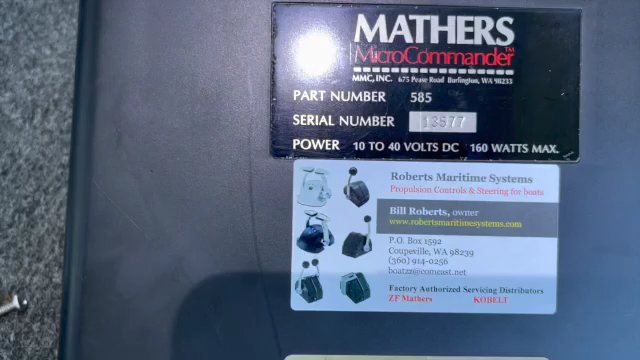 MATHERS
MicroCommander™
MMC, INC. 675 Pease Road Burlington, WA 98233
PART NUMBER 585
SERIAL NUMBER 13577
POWER 10 TO 40 VOLTS DC 160 WATTS MAX.
Roberts Maritime Systems
Propulsion Controls & Steering for boats
Bill Roberts, owner
www.robertsmaritimesystems.com
P.O. Box 1592
Coupeville, WA 98239
(360) 914-0256
boatzz@comcast.net
Factory Authorized Servicing Distributors
ZF Mathers KOBELT